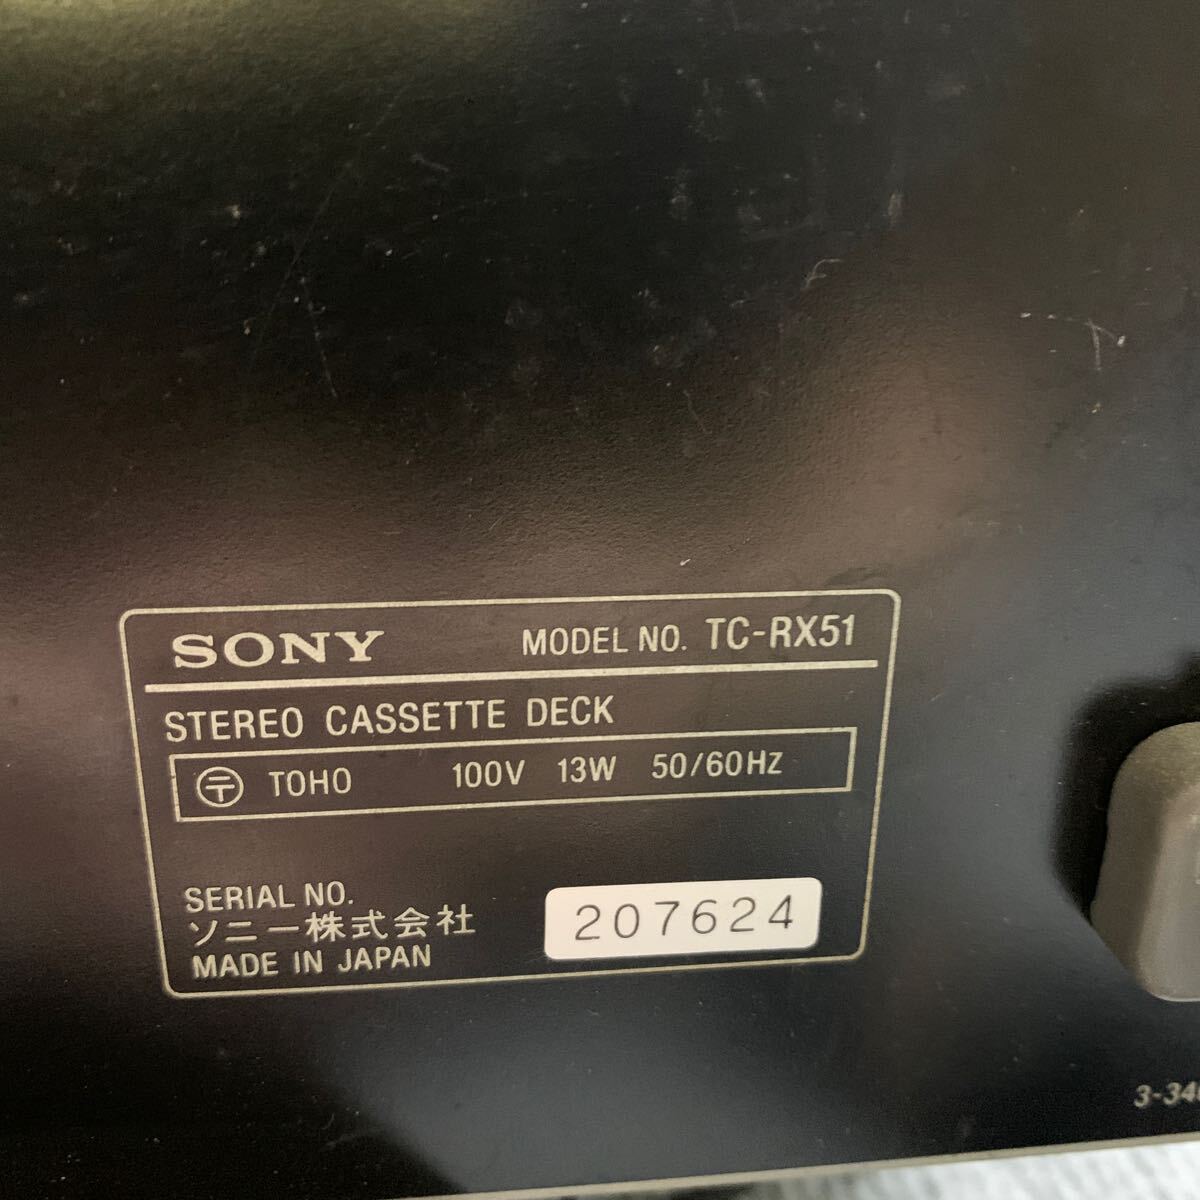 SONY MODEL NO. TC-RX51
STEREO CASSETTE DECK
〒 TOHO 100V 13W 50/60Hz
SERIAL NO. 207624
ソニー株式会社
MADE IN JAPAN